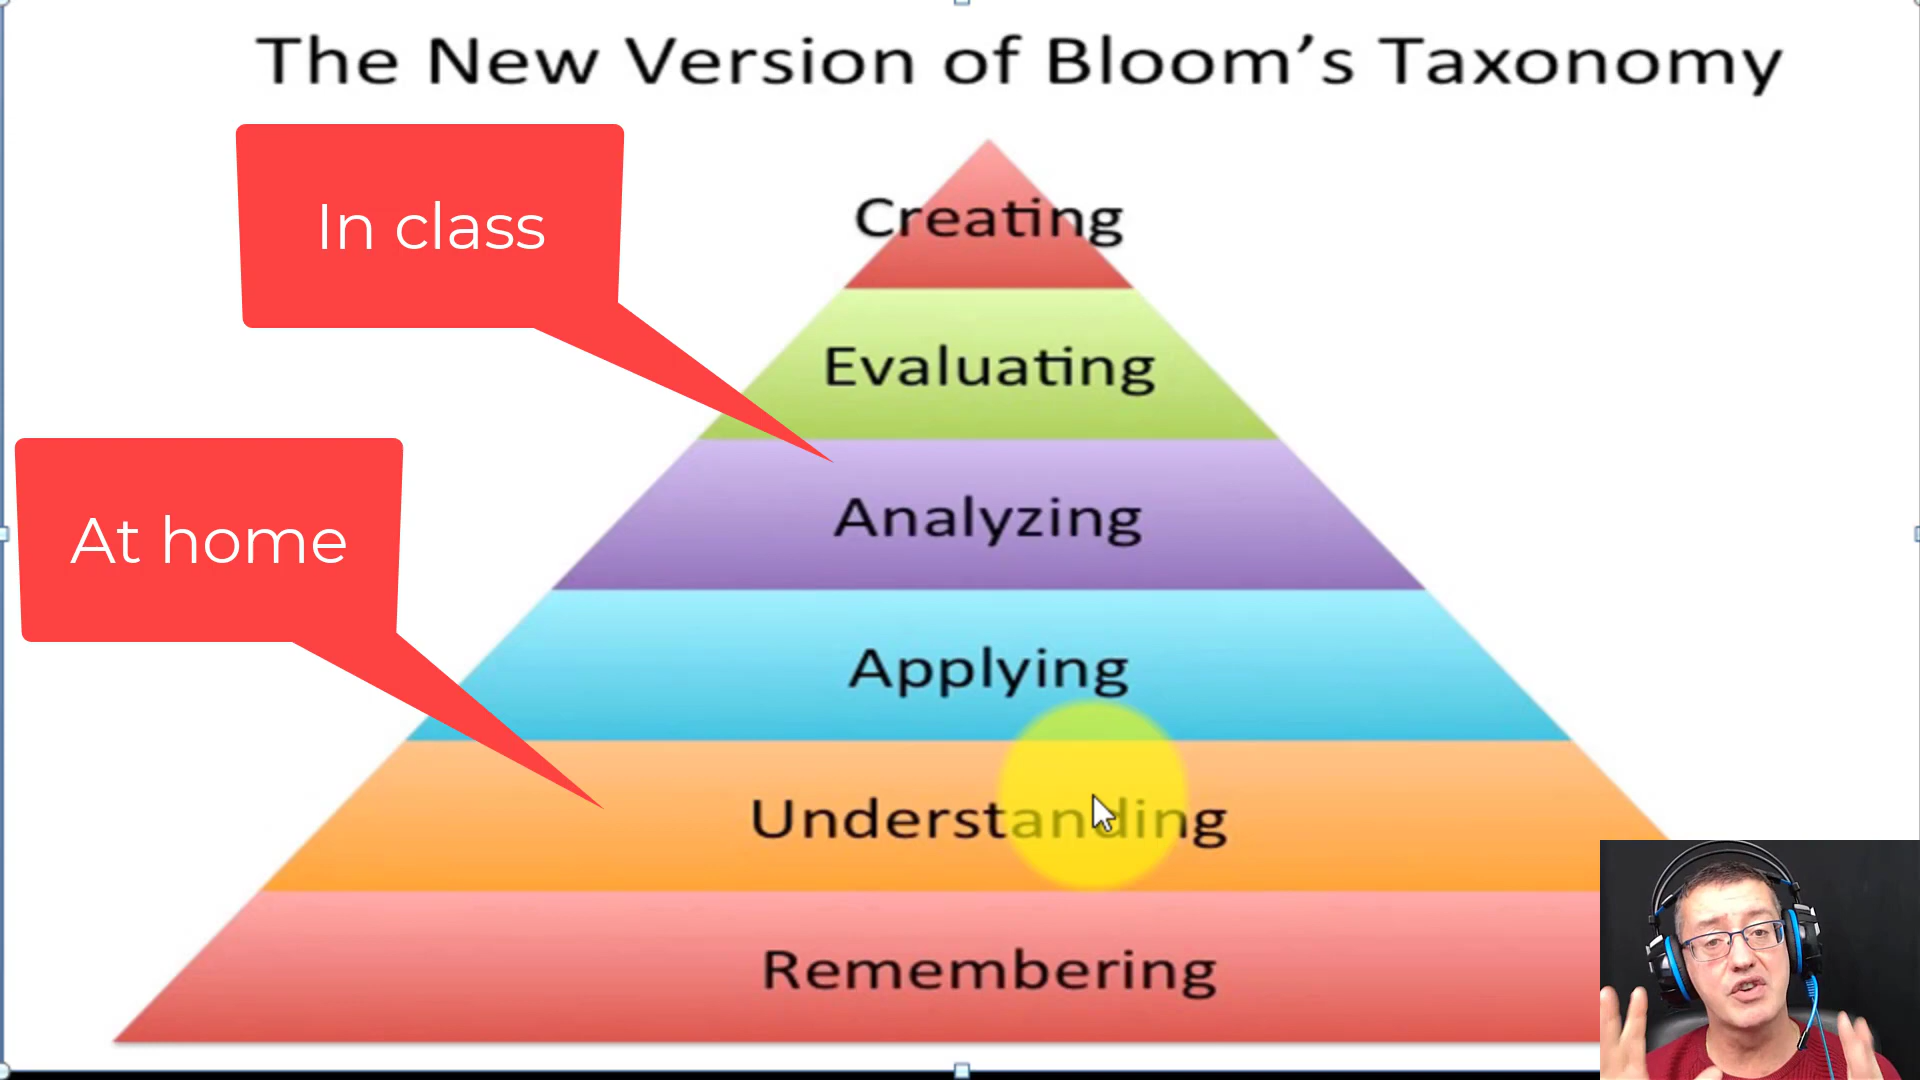 The New Version of Bloom's Taxonomy
In class
Creating
Evaluating
At home
Analyzing
Applying
Understanding
Remembering